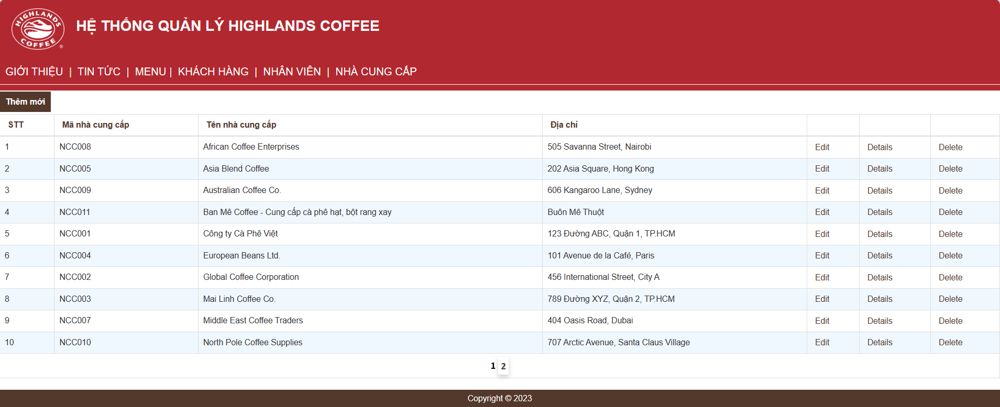 HIGHLANDS COFFEE ®
HỆ THỐNG QUẢN LÝ HIGHLANDS COFFEE
GIỚI THIỆU | TIN TỨC | MENU | KHÁCH HÀNG | NHÂN VIÊN | NHÀ CUNG CẤP
Thêm mới
STT Mã nhà cung cấp Tên nhà cung cấp Địa chỉ
1 NCC008 African Coffee Enterprises 505 Savanna Street, Nairobi Edit Details Delete
2 NCC005 Asia Blend Coffee 202 Asia Square, Hong Kong Edit Details Delete
3 NCC009 Australian Coffee Co. 606 Kangaroo Lane, Sydney Edit Details Delete
4 NCC011 Ban Mê Coffee - Cung cấp cà phê hạt, bột rang xay Buôn Mê Thuột Edit Details Delete
5 NCC001 Công ty Cà Phê Việt 123 Đường ABC, Quận 1, TP.HCM Edit Details Delete
6 NCC004 European Beans Ltd. 101 Avenue de la Café, Paris Edit Details Delete
7 NCC002 Global Coffee Corporation 456 International Street, City A Edit Details Delete
8 NCC003 Mai Linh Coffee Co. 789 Đường XYZ, Quận 2, TP.HCM Edit Details Delete
9 NCC007 Middle East Coffee Traders 404 Oasis Road, Dubai Edit Details Delete
10 NCC010 North Pole Coffee Supplies 707 Arctic Avenue, Santa Claus Village Edit Details Delete
1 2
Copyright © 2023